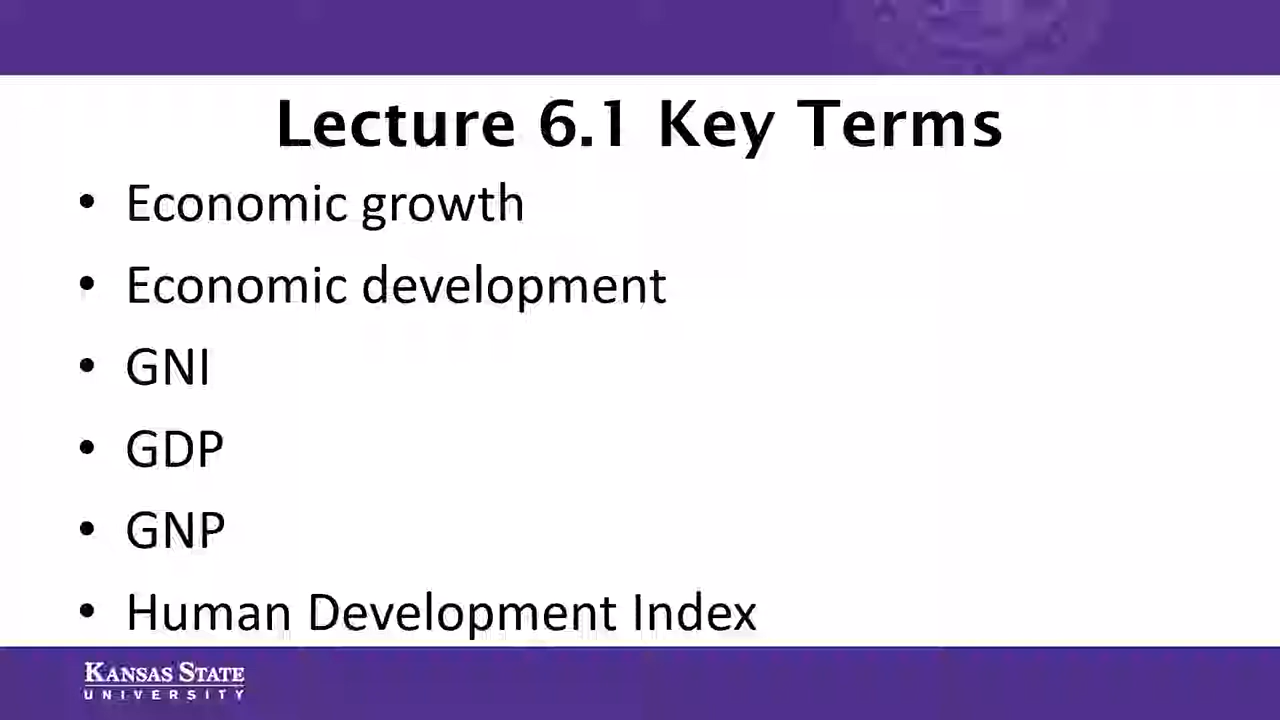 Lecture 6.1 Key Terms
• Economic growth
• Economic development
• GNI
• GDP
• GNP
• Human Development Index
KANSAS STATE
UNIVERSITY